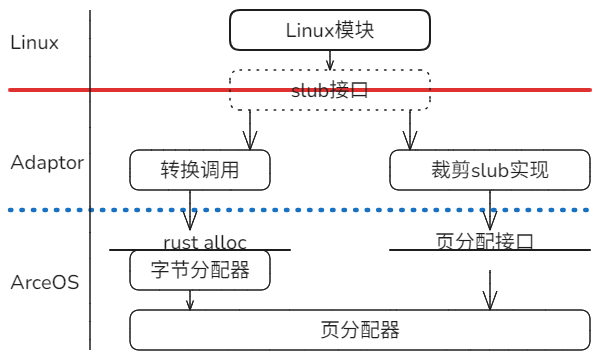 Linux
Linux模块
slub接口
Adaptor
转换调用
裁剪slub实现
rust alloc
页分配接口
ArceOS
字节分配器
页分配器